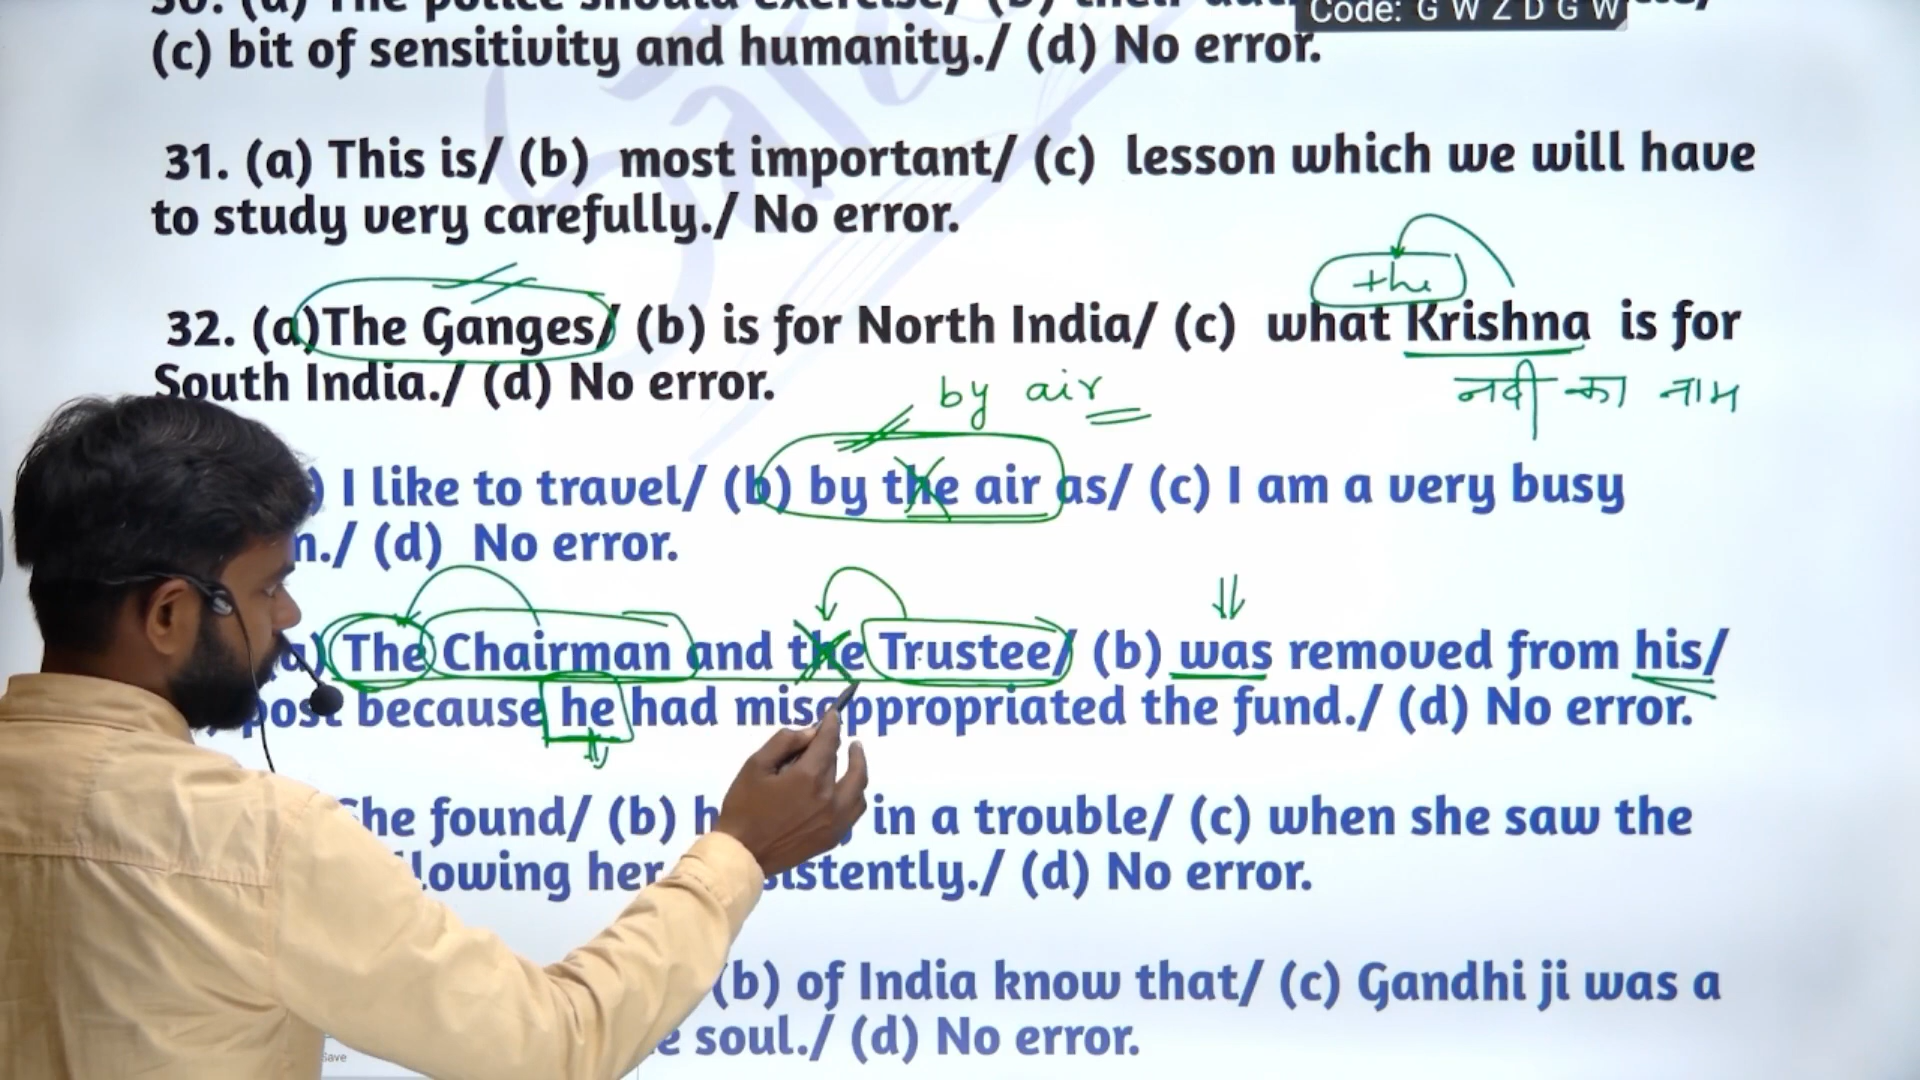 Code: G W Z D G W
(c) bit of sensitivity and humanity./ (d) No error.
31. (a) This is/ (b) most important/ (c) lesson which we will have
to study very carefully./ No error.
the
32. (a)The Ganges/ (b) is for North India/ (c) what Krishna is for
South India./ (d) No error.
by air
नदी का नाम
) I like to travel/ (b) by the air as/ (c) I am a very busy
./ (d) No error.
a) The Chairman and the Trustee/ (b) was removed from his/
post because he had misappropriated the fund./ (d) No error.
found/ (b) in a trouble/ (c) when she saw the
her ./ (d) No error.
(b) of India know that/ (c) Gandhi ji was a
soul./ (d) No error.
Save